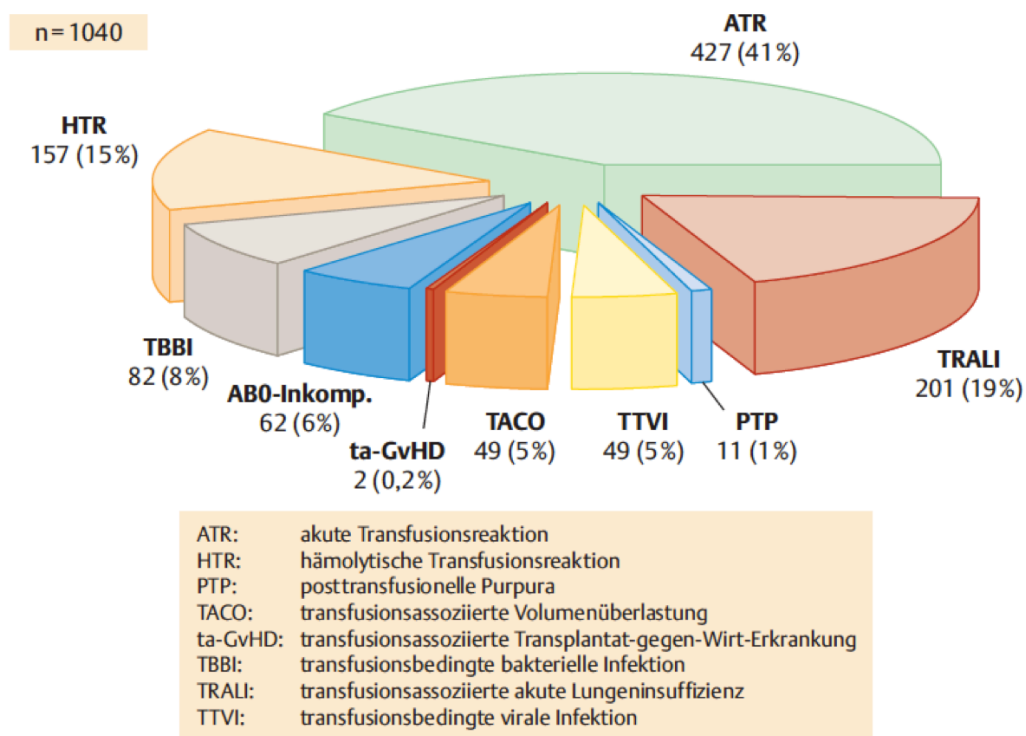 n = 1040
ATR
427 (41%)
HTR
157 (15%)
TRALI
201 (19%)
TBBI
82 (8%)
AB0-Inkomp.
62 (6%)
ta-GvHD
2 (0,2%)
TACO
49 (5%)
TTVI
49 (5%)
PTP
11 (1%)
ATR: akute Transfusionsreaktion
HTR: hämolytische Transfusionsreaktion
PTP: posttransfusionelle Purpura
TACO: transfusionsassoziierte Volumenüberlastung
ta-GvHD: transfusionsassoziierte Transplantat-gegen-Wirt-Erkrankung
TBBI: transfusionsbedingte bakterielle Infektion
TRALI: transfusionsassoziierte akute Lungeninsuffizienz
TTVI: transfusionsbedingte virale Infektion